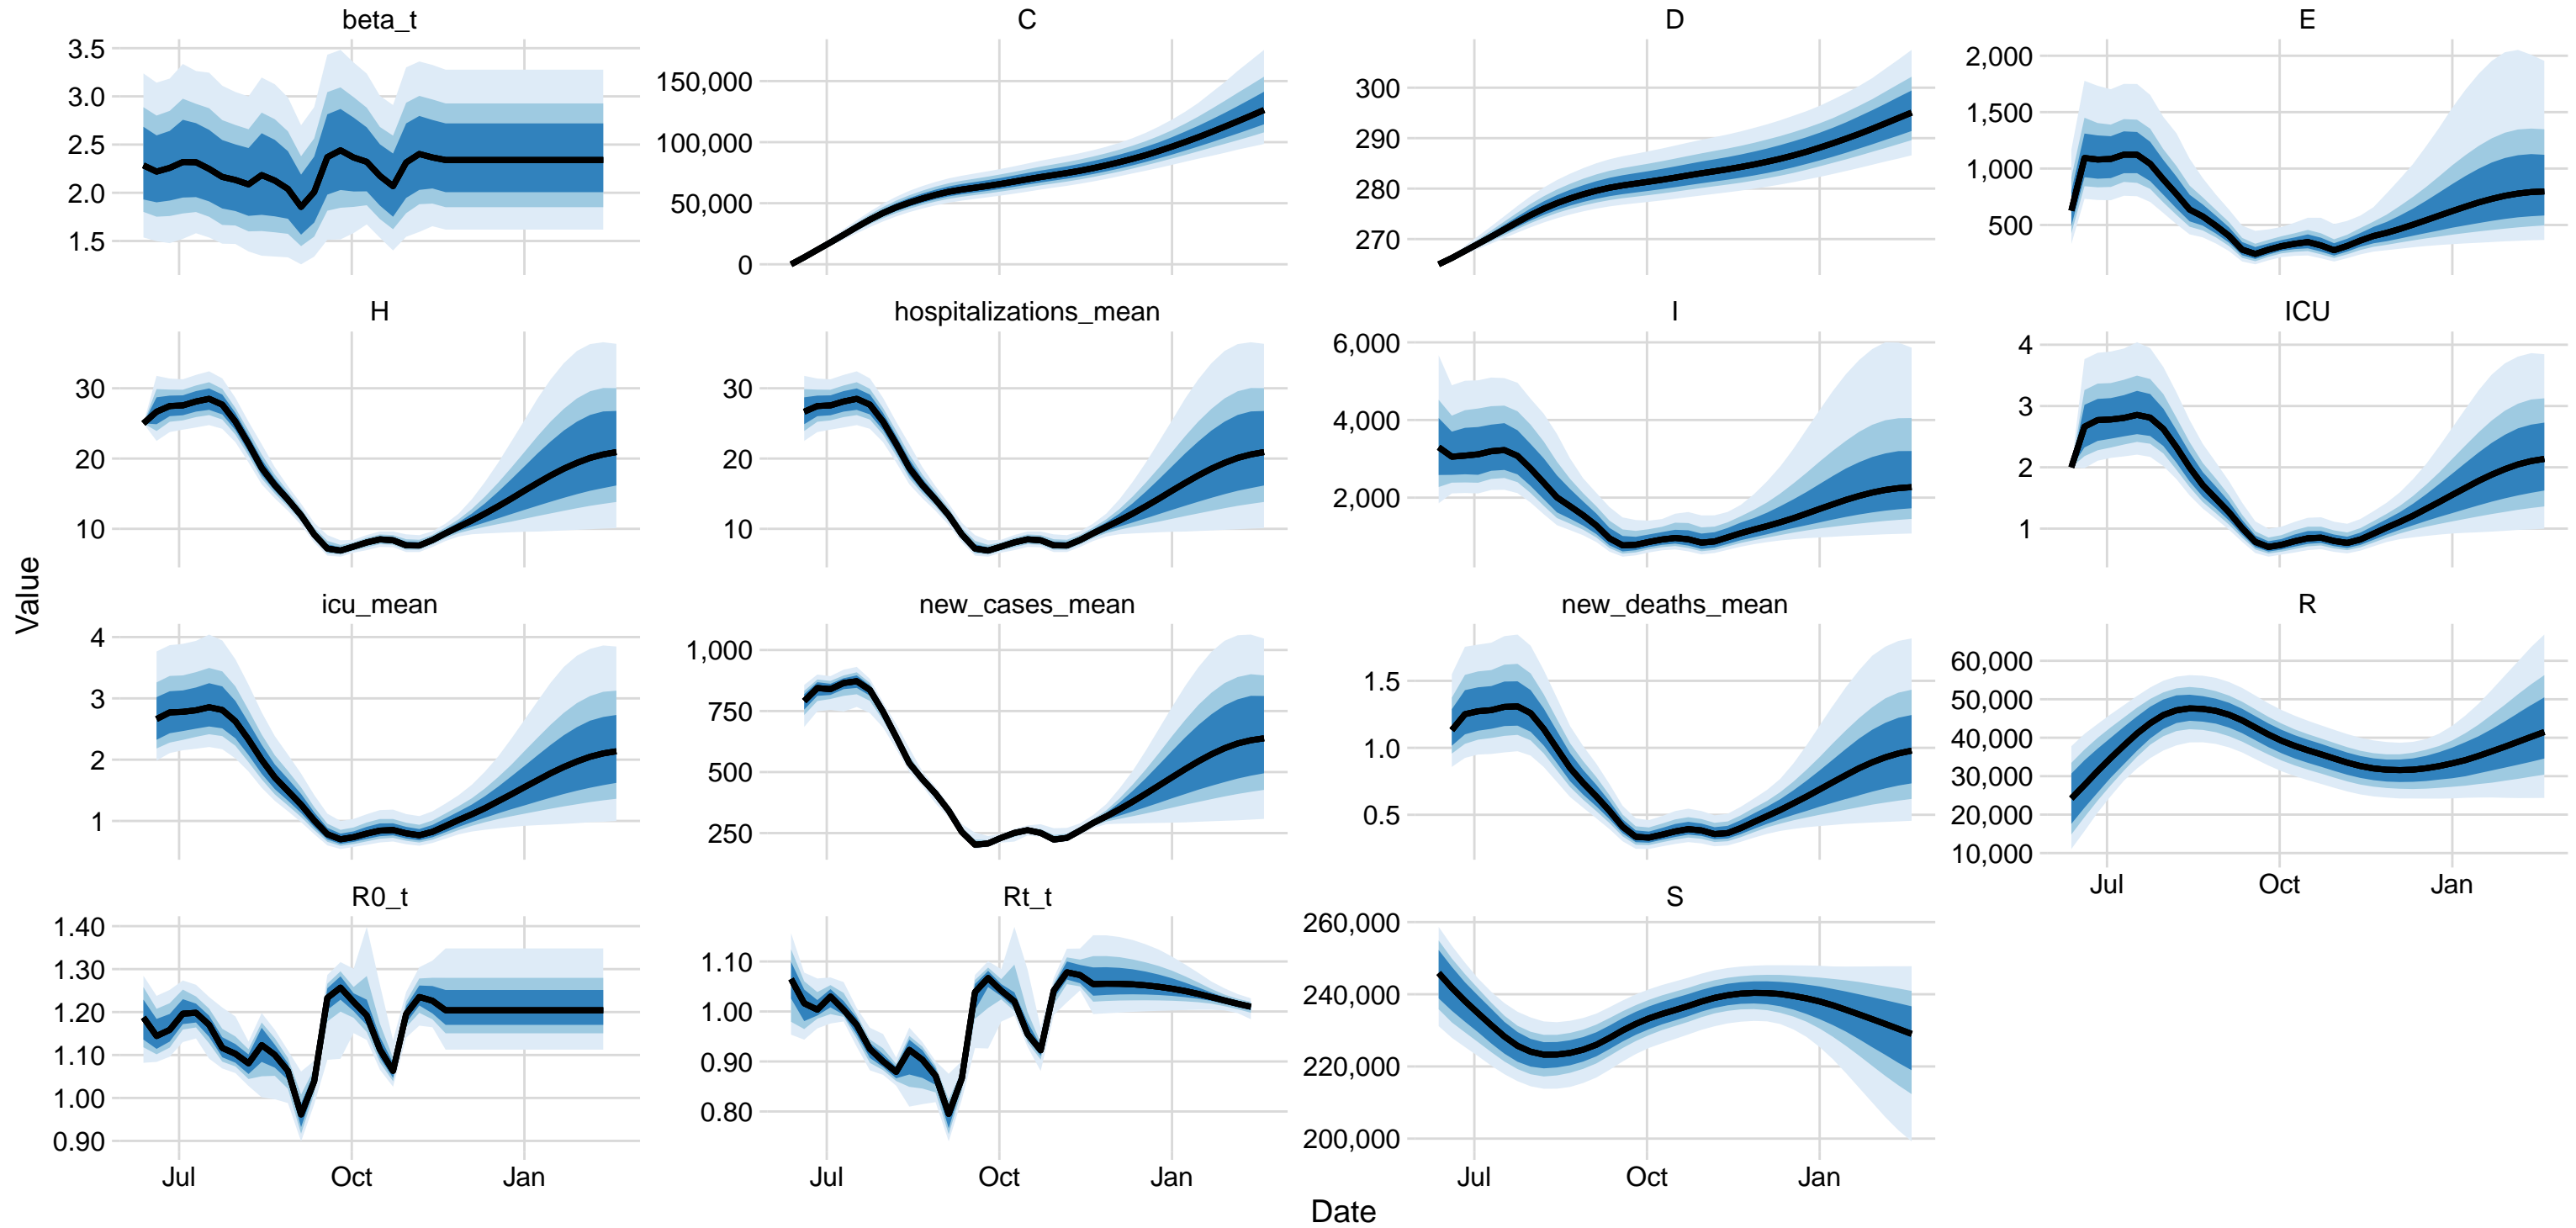 beta_t
C
D
E
3.5
3.0
2.5
2.0
1.5
150,000
100,000
50,000
0
300
290
280
270
2,000
1,500
1,000
500
H
hospitalizations_mean
I
ICU
30
20
10
30
20
10
6,000
4,000
2,000
4
3
2
1
Value
icu_mean
new_cases_mean
new_deaths_mean
R
4
3
2
1
1,000
750
500
250
1.5
1.0
0.5
60,000
50,000
40,000
30,000
20,000
10,000
Jul Oct Jan
R0_t
Rt_t
S
1.40
1.30
1.20
1.10
1.00
0.90
1.10
1.00
0.90
0.80
260,000
240,000
220,000
200,000
Jul Oct Jan
Jul Oct Jan
Jul Oct Jan
Date